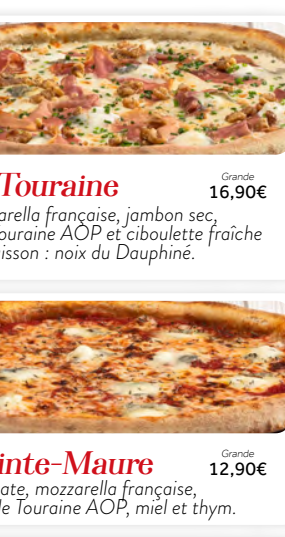 Touraine
Grande
16,90€
arella française, jambon sec,
ouraine AOP et ciboulette fraîche
isson : noix du Dauphiné.
inte-Maure
Grande
12,90€
ate, mozzarella française,
de Touraine AOP, miel et thym.